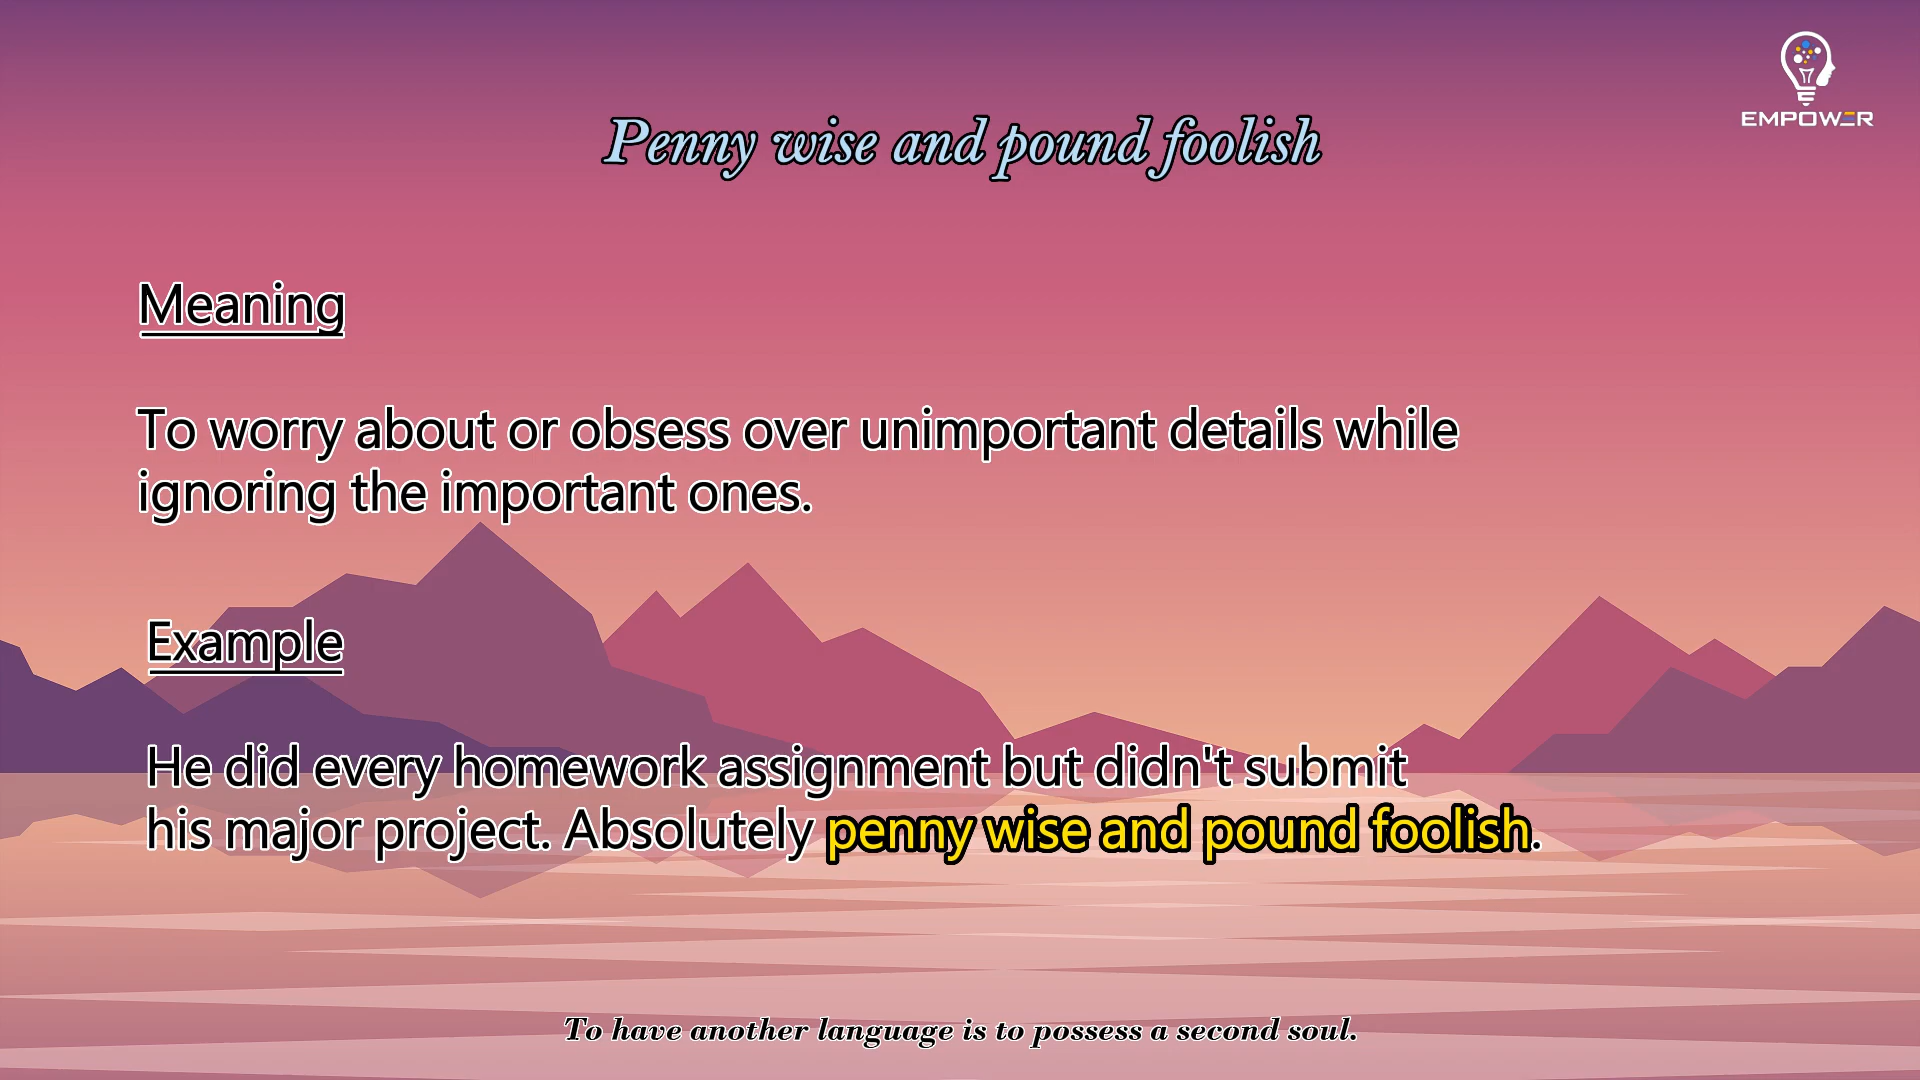 EMPOWER
Penny wise and pound foolish
Meaning
To worry about or obsess over unimportant details while
ignoring the important ones.
Example
He did every homework assignment but didn't submit
his major project. Absolutely penny wise and pound foolish.
To have another language is to possess a second soul.